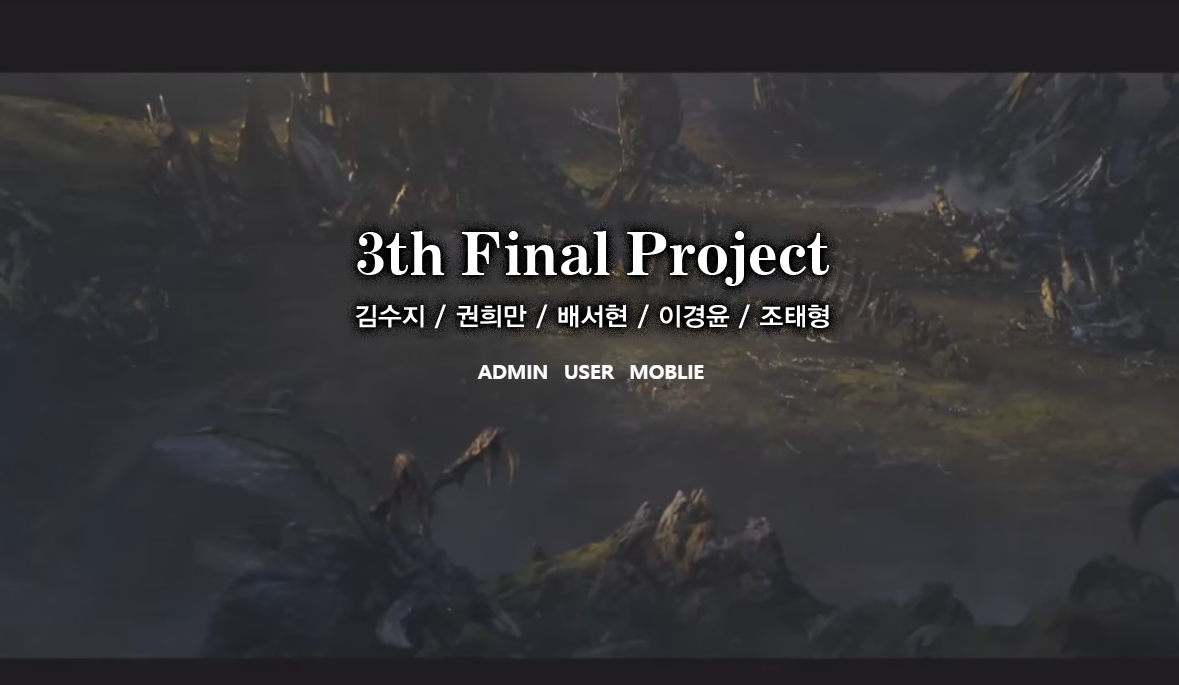 3th Final Project
김수지 / 권희만 / 배서현 / 이경윤 / 조태형
ADMIN USER MOBLIE